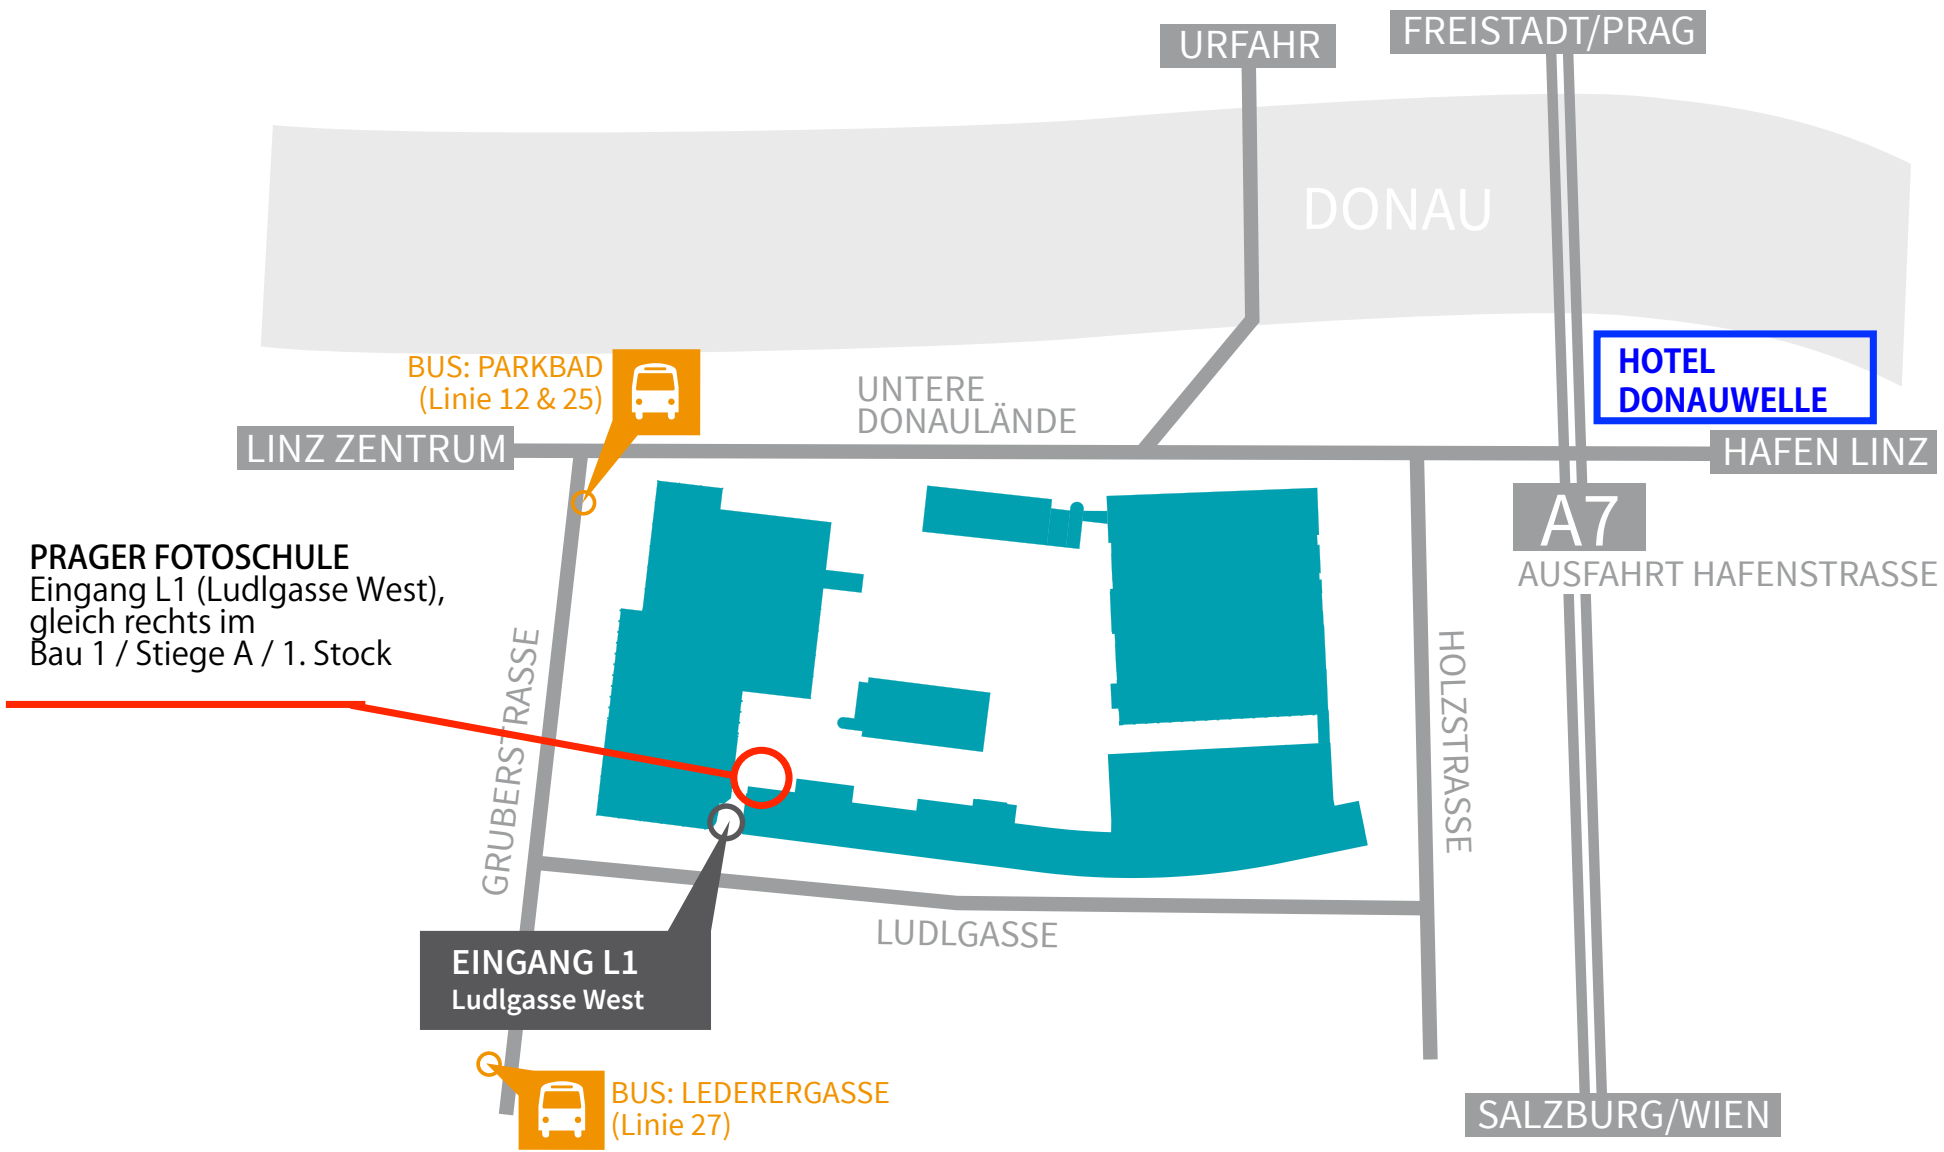 URFAHR
FREISTADT/PRAG
DONAU
HOTEL
DONAUWELLE
BUS: PARKBAD
(Linie 12 & 25)
UNTERE
DONAULÄNDE
LINZ ZENTRUM
HAFEN LINZ
A7
AUSFAHRT HAFENSTRASSE
PRAGER FOTOSCHULE
Eingang L1 (Ludlgasse West),
gleich rechts im
Bau 1 / Stiege A / 1. Stock
GRUBERSTRASSE
HOLZSTRASSE
LUDLGASSE
EINGANG L1
Ludlgasse West
BUS: LEDERERGASSE
(Linie 27)
SALZBURG/WIEN